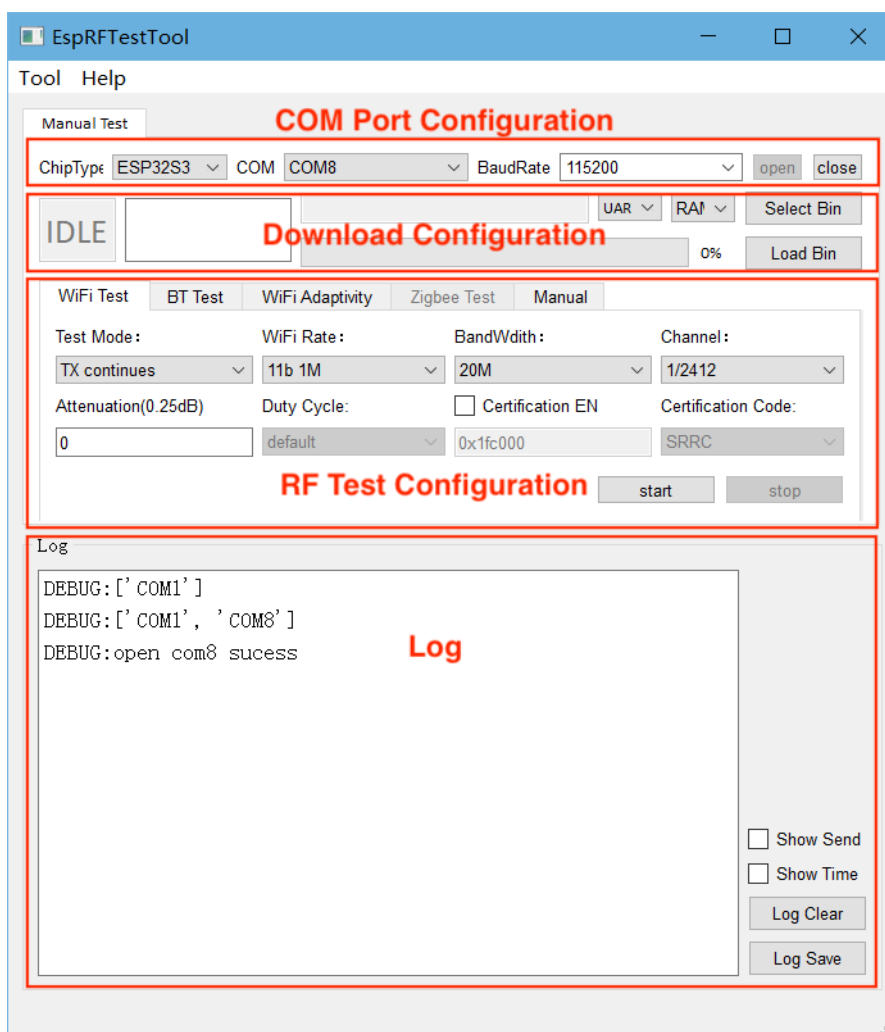 EspRFTestTool
Tool Help
Manual Test
COM Port Configuration
ChipType ESP32S3 COM COM8 BaudRate 115200 open close
IDLE UAR RAM Select Bin
Download Configuration
0% Load Bin
WiFi Test BT Test WiFi Adaptivity Zigbee Test Manual
Test Mode: WiFi Rate: BandWdith: Channel:
TX continues 11b 1M 20M 1/2412
Attenuation(0.25dB) Duty Cycle: Certification EN Certification Code:
0 default 0x1fc000 SRRC
RF Test Configuration start stop
Log
DEBUG:['COM1']
DEBUG:['COM1', 'COM8']
DEBUG:open com8 sucess
Log
Show Send
Show Time
Log Clear
Log Save